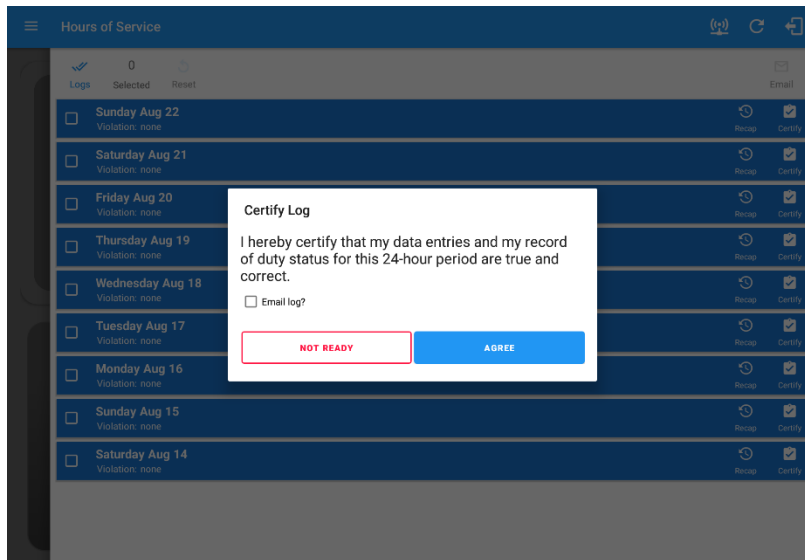 Hours of Service
Logs
0
Selected
Reset
Email
Sunday Aug 22
Violation: none
Recap
Certify
Saturday Aug 21
Violation: none
Recap
Certify
Friday Aug 20
Violation: none
Recap
Certify
Thursday Aug 19
Violation: none
Recap
Certify
Wednesday Aug 18
Violation: none
Recap
Certify
Tuesday Aug 17
Violation: none
Recap
Certify
Monday Aug 16
Violation: none
Recap
Certify
Sunday Aug 15
Violation: none
Recap
Certify
Saturday Aug 14
Violation: none
Recap
Certify
Certify Log
I hereby certify that my data entries and my record
of duty status for this 24-hour period are true and
correct.
Email log?
NOT READY
AGREE